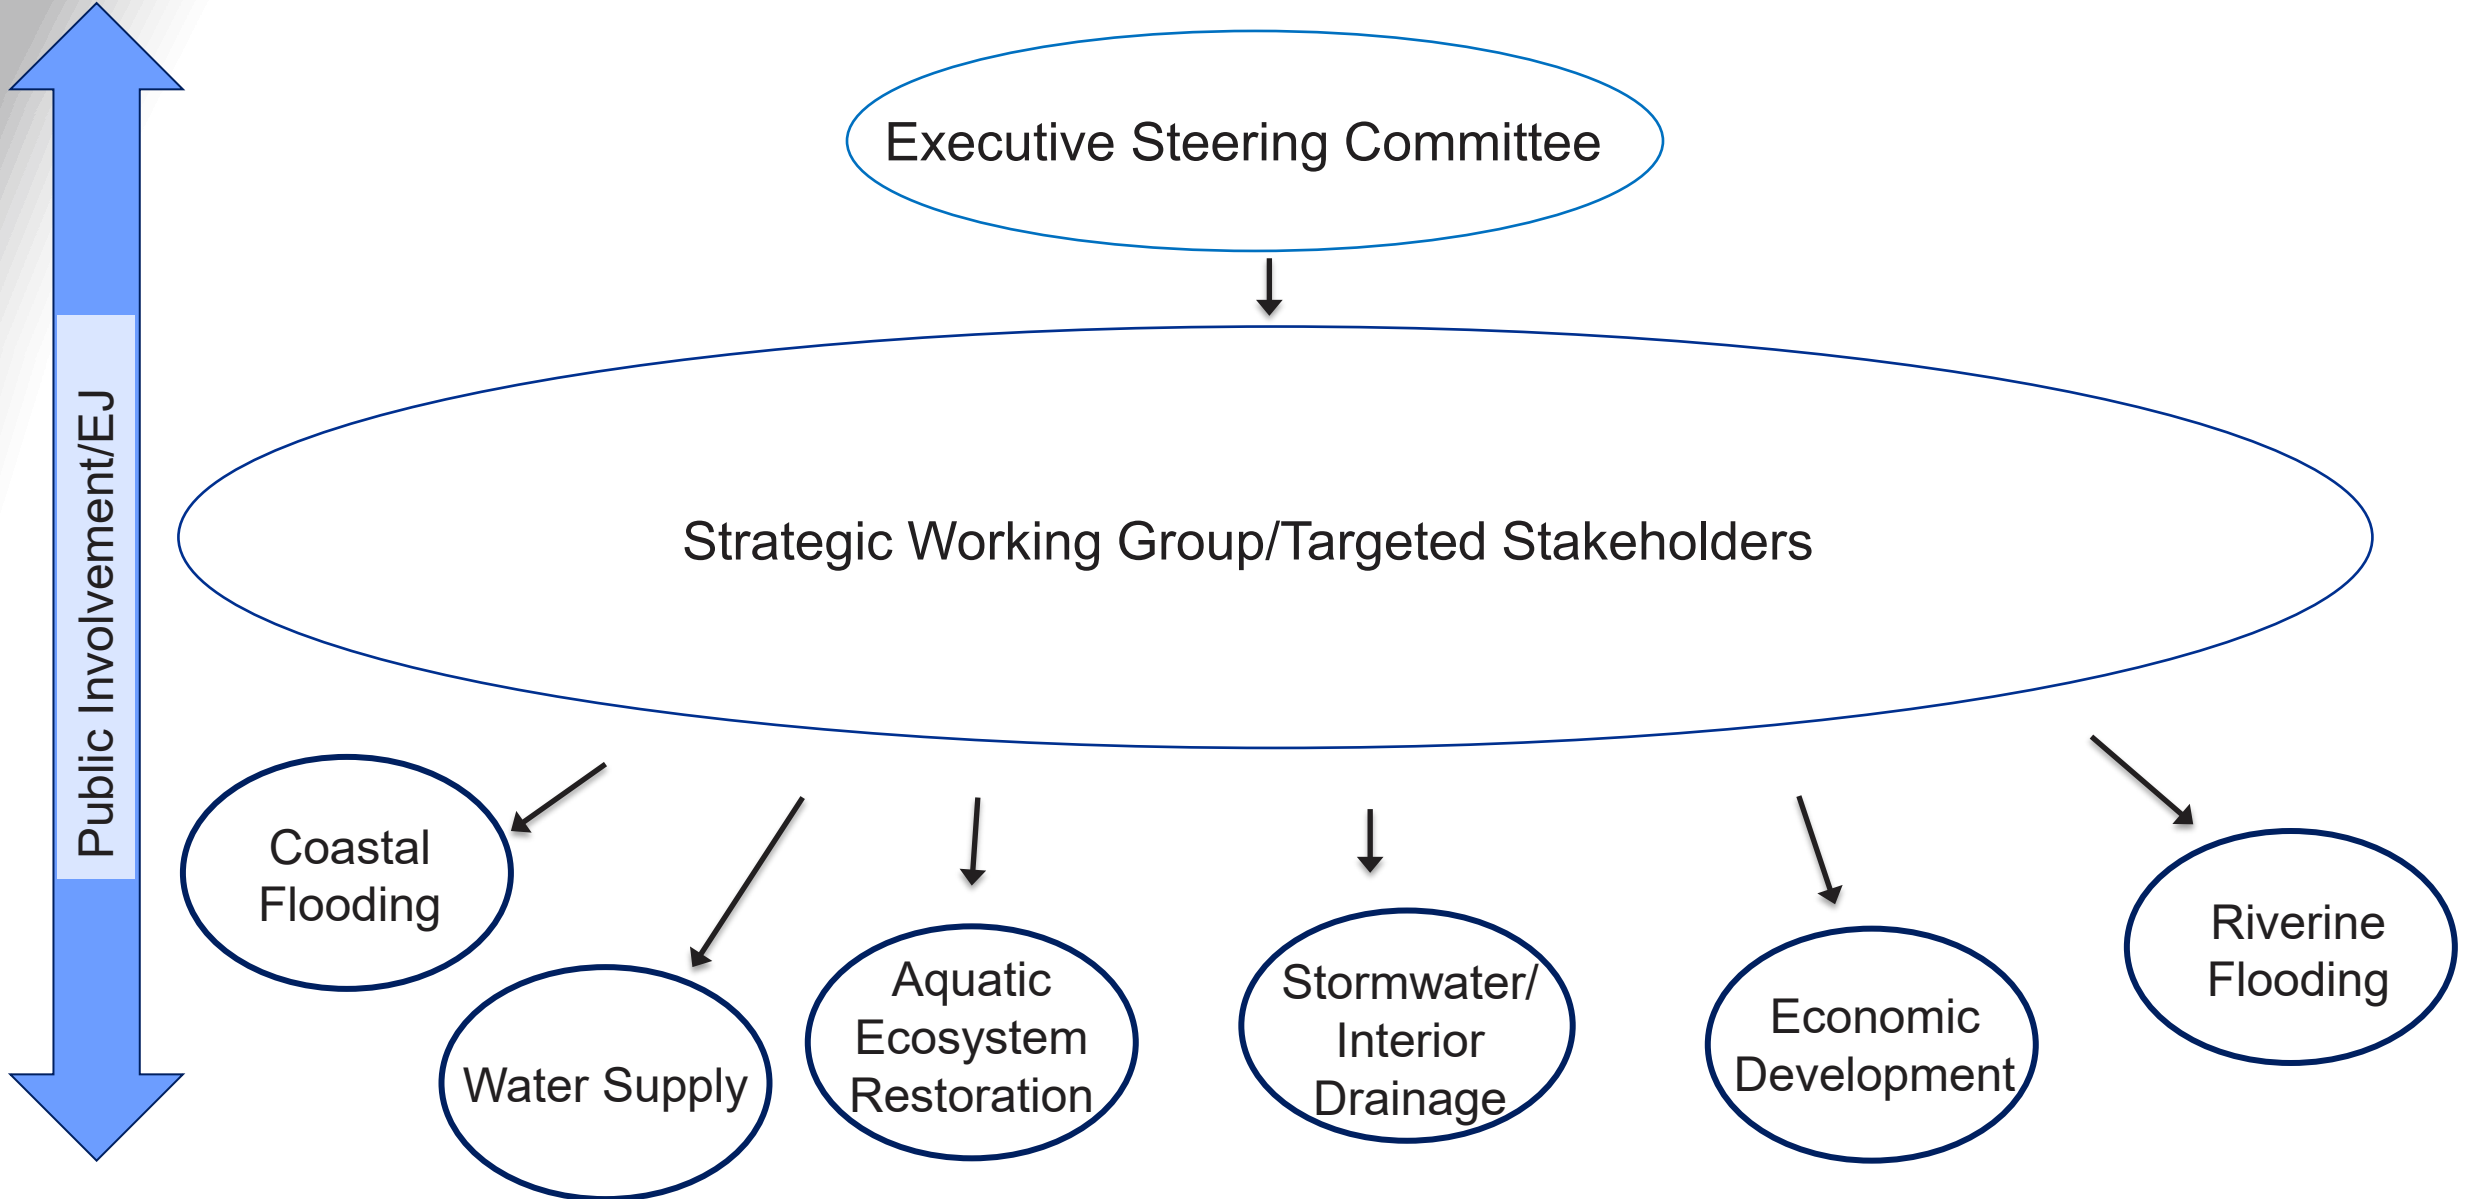 Executive Steering Committee
Strategic Working Group/Targeted Stakeholders
Public Involvement/EJ
Coastal
Flooding
Water Supply
Aquatic
Ecosystem
Restoration
Stormwater/
Interior
Drainage
Economic
Development
Riverine
Flooding